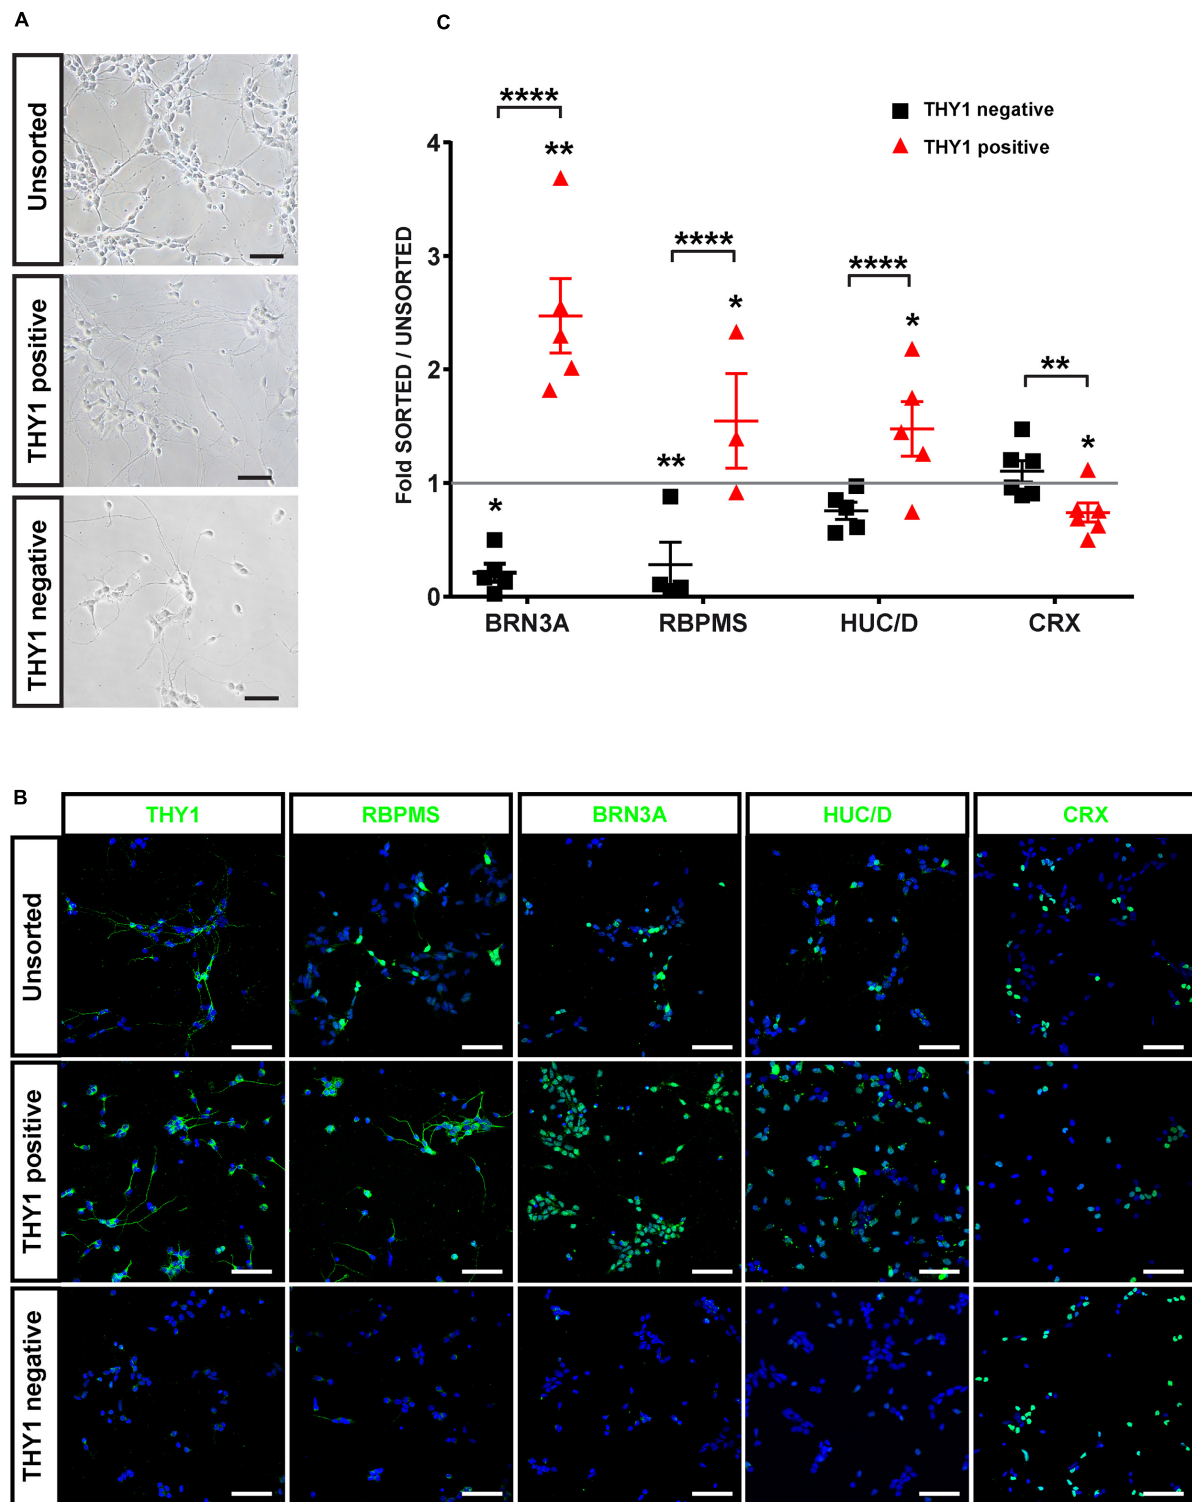 A
Unsorted
THY1 positive
THY1 negative
C
THY1 negative
THY1 positive
Fold SORTED / UNSORTED
4
3
2
1
0
****
**
*
****
*
**
****
*
**
*
BRN3A
RBPMS
HUC/D
CRX
B
THY1
RBPMS
BRN3A
HUC/D
CRX
Unsorted
THY1 positive
THY1 negative